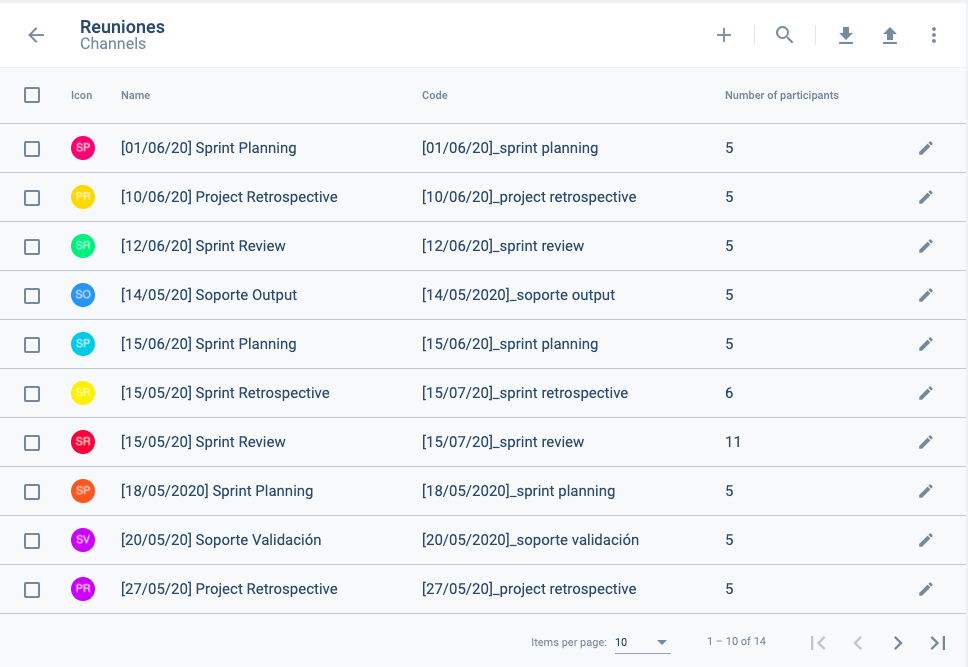 Reuniones
Channels
Icon Name Code Number of participants
SP [01/06/20] Sprint Planning [01/06/20]_sprint planning 5
PR [10/06/20] Project Retrospective [10/06/20]_project retrospective 5
SR [12/06/20] Sprint Review [12/06/20]_sprint review 5
SO [14/05/20] Soporte Output [14/05/2020]_soporte output 5
SP [15/06/20] Sprint Planning [15/06/20]_sprint planning 5
SR [15/05/20] Sprint Retrospective [15/07/20]_sprint retrospective 6
SR [15/05/20] Sprint Review [15/07/20]_sprint review 11
SP [18/05/2020] Sprint Planning [18/05/2020]_sprint planning 5
SV [20/05/20] Soporte Validación [20/05/2020]_soporte validación 5
PR [27/05/20] Project Retrospective [27/05/20]_project retrospective 5
Items per page: 10 1 – 10 of 14